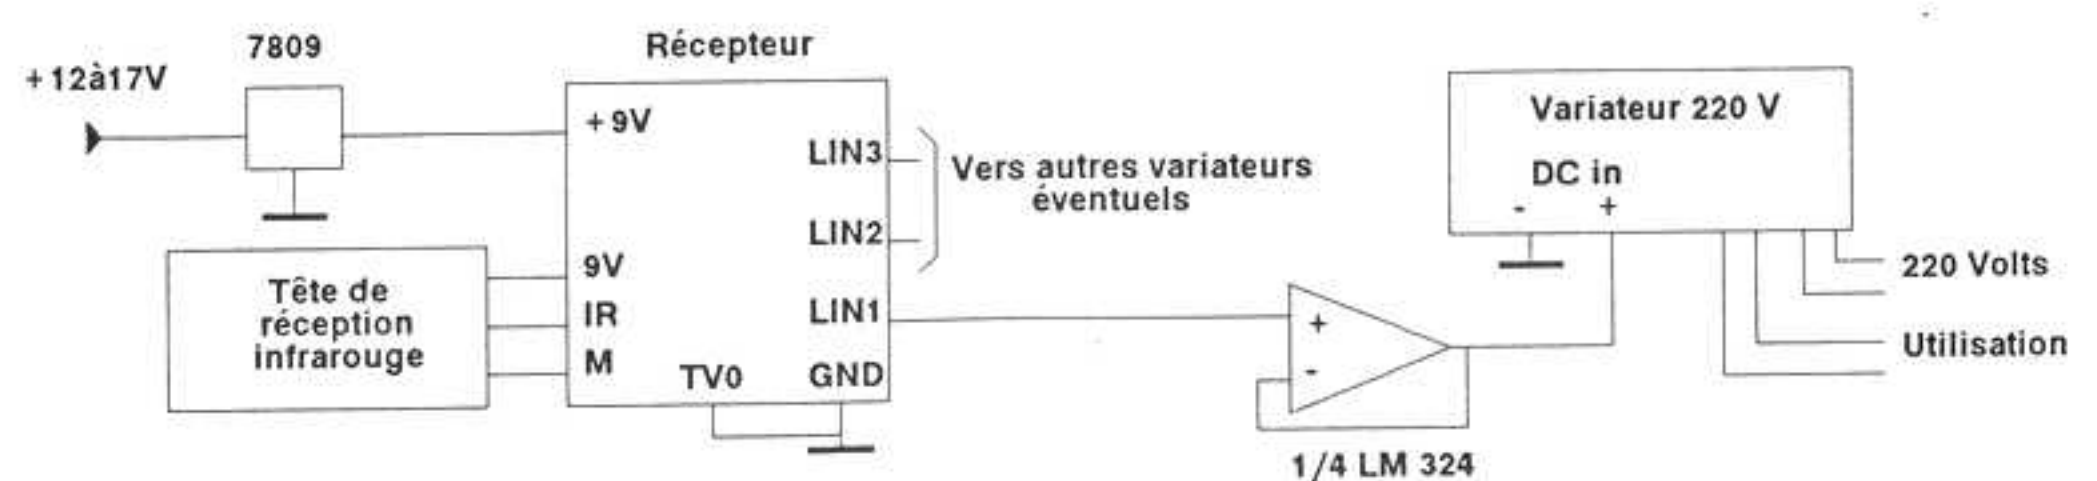 7809
Récepteur
+12à17V
+9V
LIN3
Vers autres variateurs
éventuels
LIN2
Variateur 220 V
DC in
- +
9V
Tête de
réception
infrarouge
IR
M
LIN1
TV0
GND
+
-
1/4 LM 324
220 Volts
Utilisation